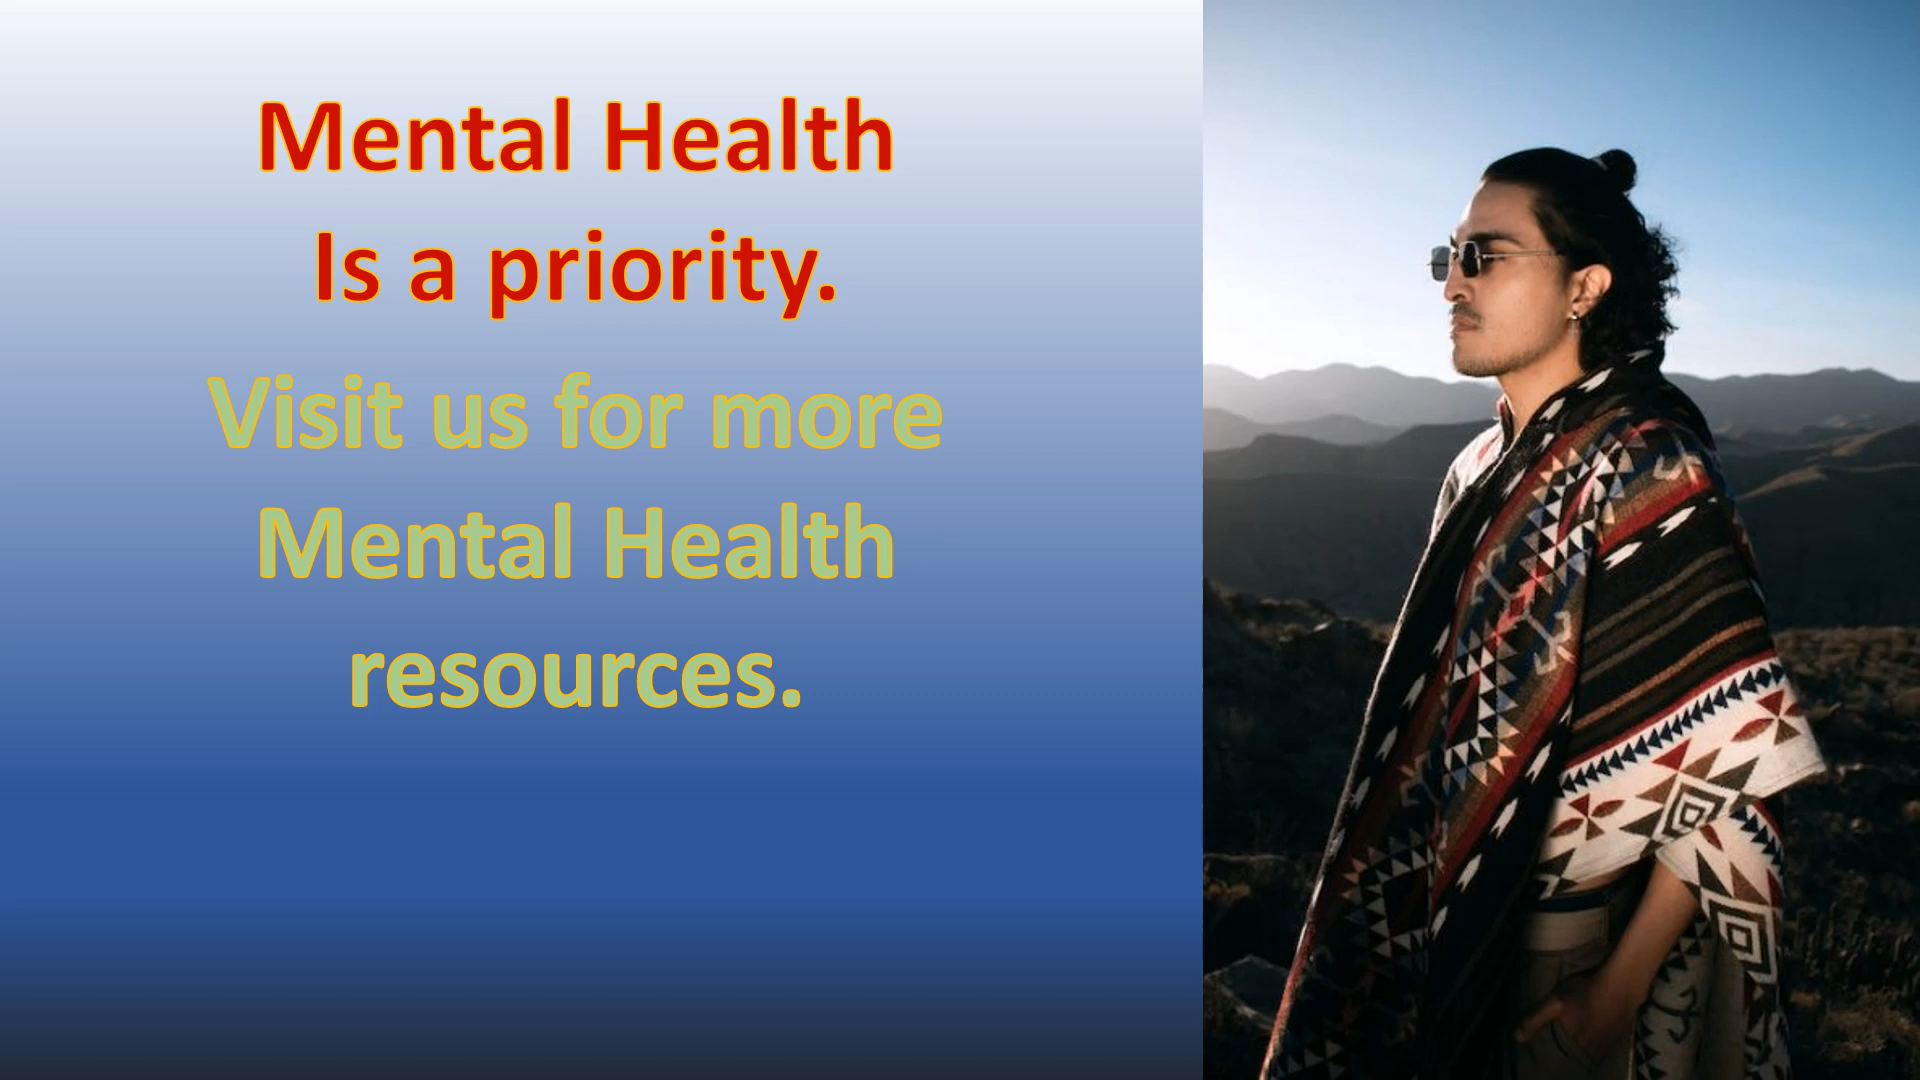 Mental Health
Is a priority.
Visit us for more
Mental Health
resources.